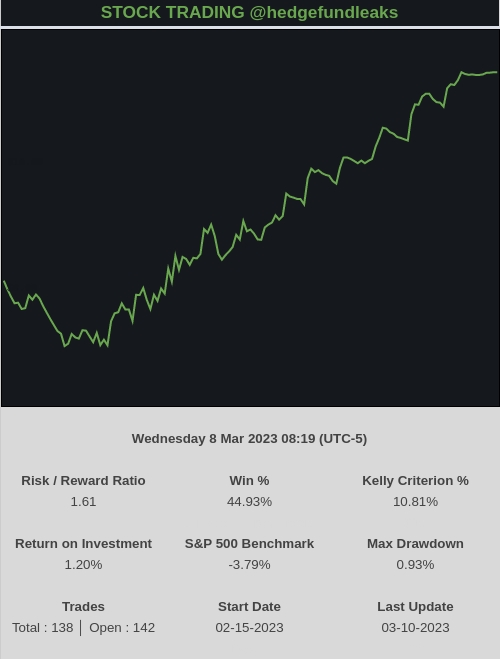 STOCK TRADING @hedgefundleaks
Wednesday 8 Mar 2023 08:19 (UTC-5)
Risk / Reward Ratio Win % Kelly Criterion %
1.61 44.93% 10.81%
Return on Investment S&P 500 Benchmark Max Drawdown
1.20% -3.79% 0.93%
Trades Start Date Last Update
Total : 138 │ Open : 142 02-15-2023 03-10-2023